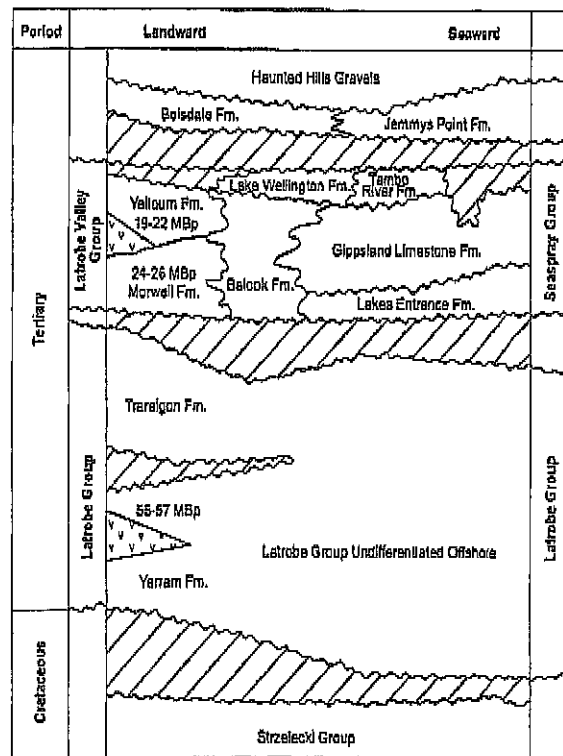 Period Landward Seaward
Haunted Hills Gravels
Boisdale Fm.
Jemmys Point Fm.
Lake Wellington Fm.
Tambo
River Fm.
Yallourn Fm.
19-22 MBp
Gippsland Limestone Fm.
24-26 MBp
Morwell Fm.
Balook Fm.
Lakes Entrance Fm.
Latrobe Valley
Group
Seaspray Group
Tertiary
Traralgon Fm.
55-57 MBp
Latrobe Group
Latrobe Group Undifferentiated Offshore
Latrobe Group
Yarram Fm.
Cretaceous
Strzelecki Group